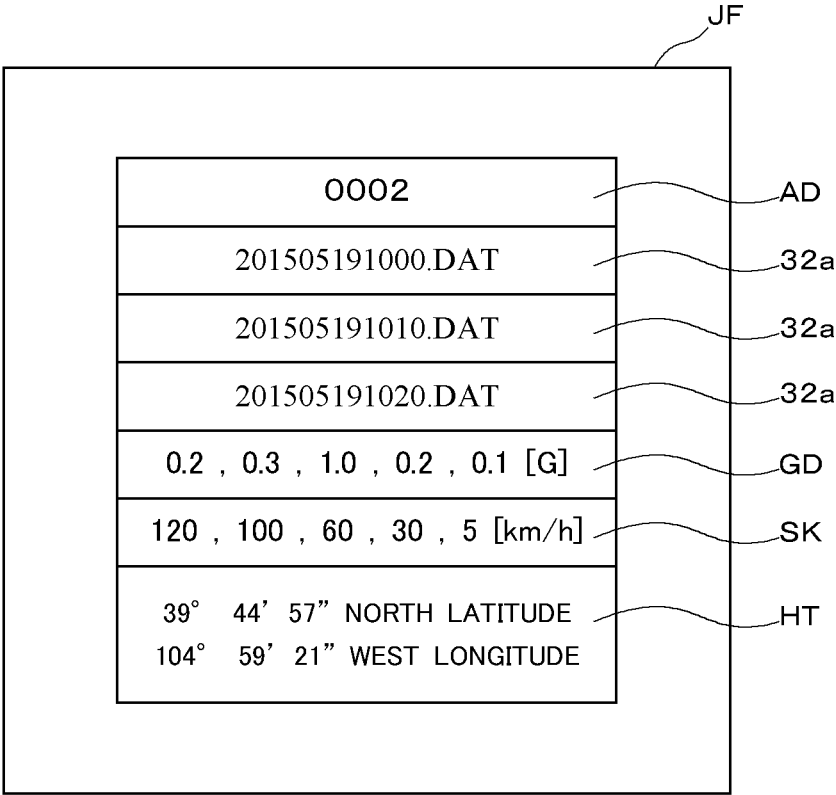 JF
0002 AD
201505191000.DAT 32a
201505191010.DAT 32a
201505191020.DAT 32a
0.2 , 0.3 , 1.0 , 0.2 , 0.1 [G] GD
120 , 100 , 60 , 30 , 5 [km/h] SK
39° 44’ 57” NORTH LATITUDE HT
104° 59’ 21” WEST LONGITUDE